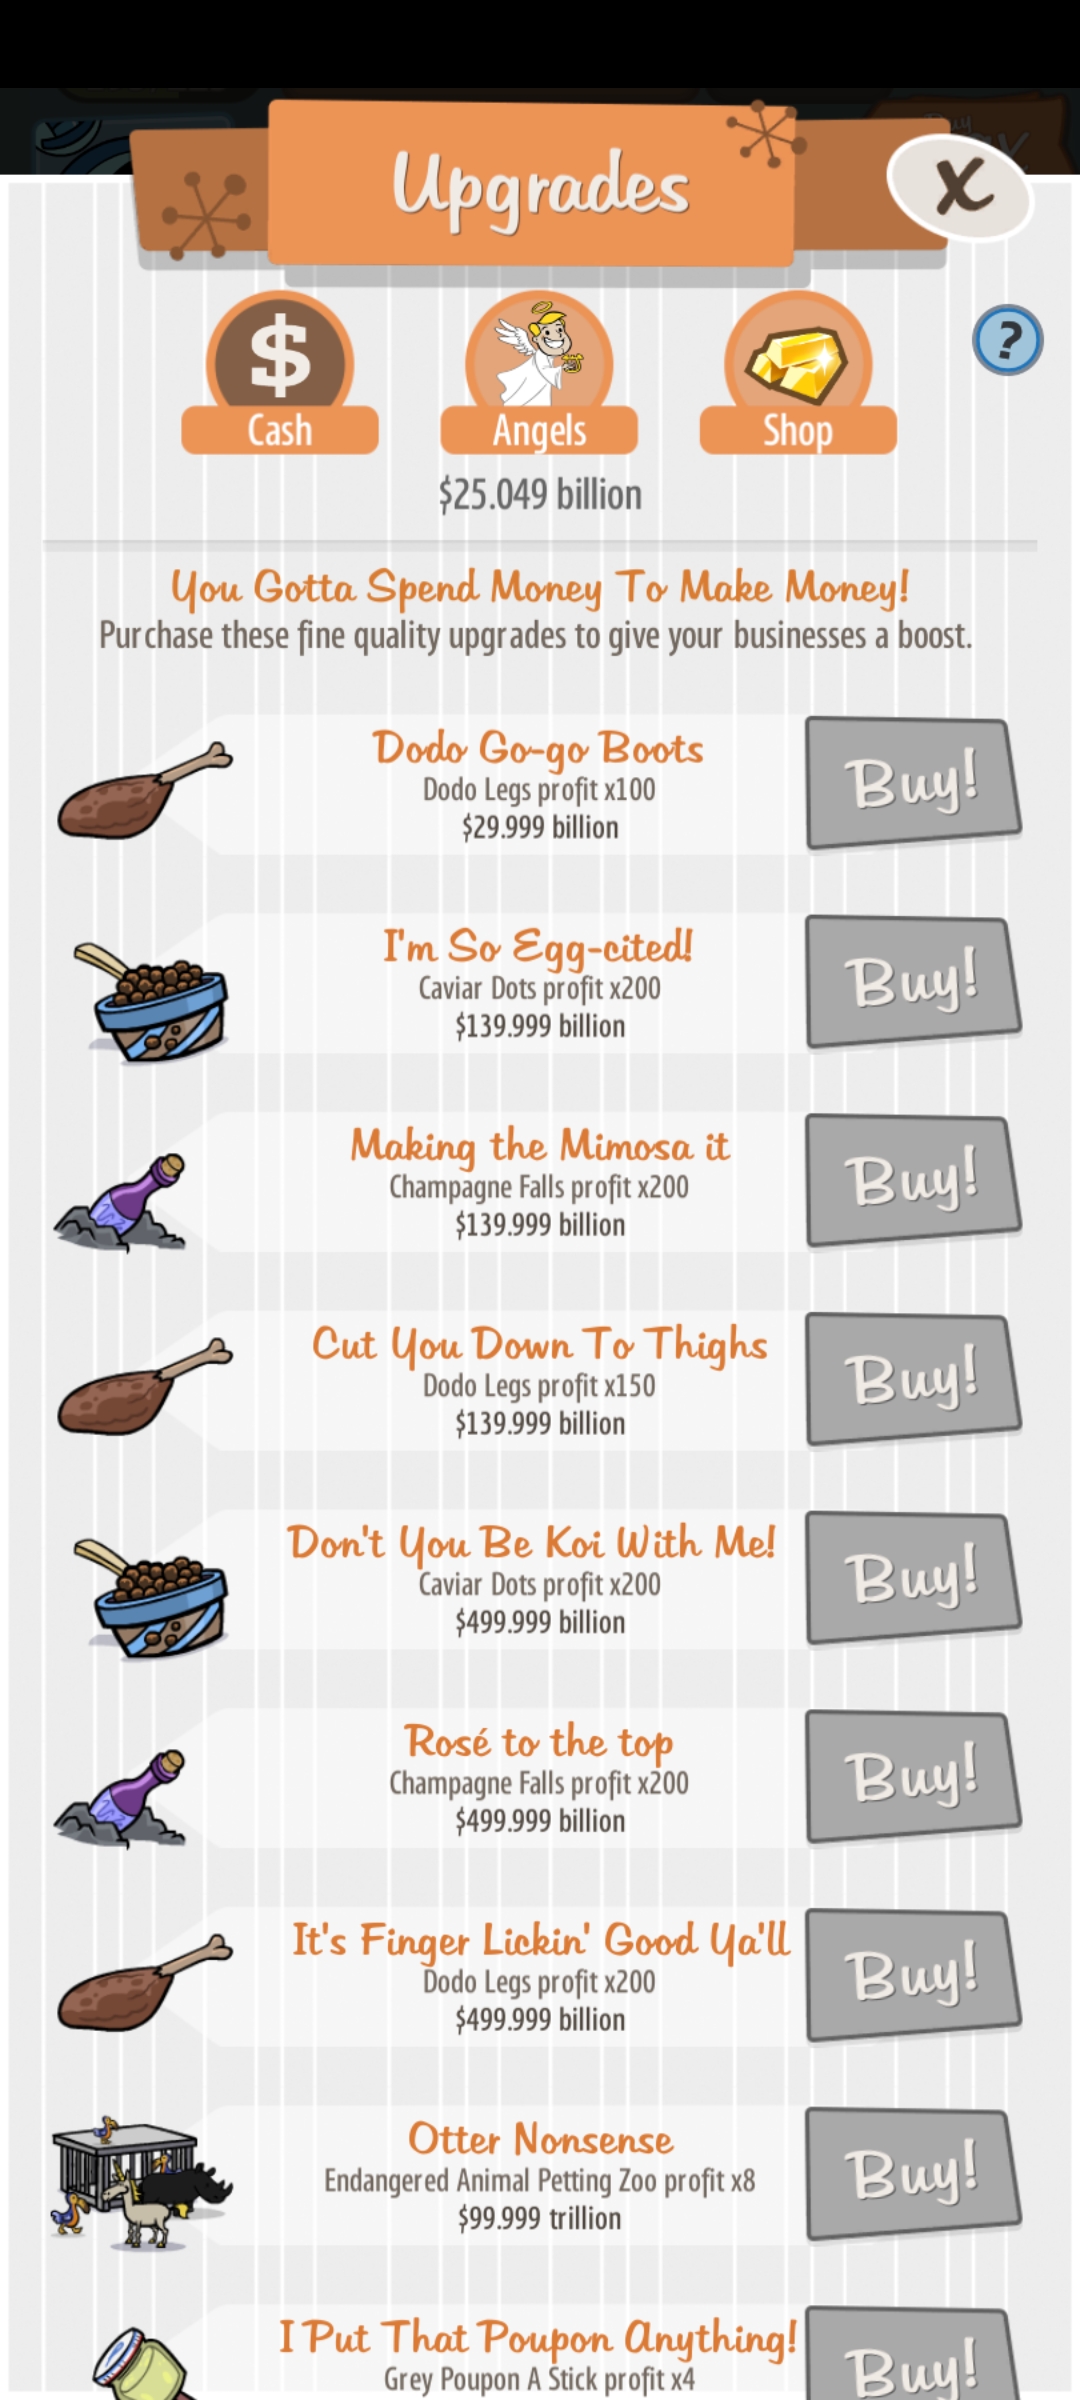 Upgrades
X
$
?
Cash
Angels
Shop
$25.049 billion
You Gotta Spend Money To Make Money!
Purchase these fine quality upgrades to give your businesses a boost.
Dodo Go-go Boots
Dodo Legs profit x100
$29.999 billion
Buy!
I'm So Egg-cited!
Caviar Dots profit x200
$139.999 billion
Buy!
Making the Mimosa it
Champagne Falls profit x200
$139.999 billion
Buy!
Cut You Down To Thighs
Dodo Legs profit x150
$139.999 billion
Buy!
Don't You Be Koi With Me!
Caviar Dots profit x200
$499.999 billion
Buy!
Rosé to the top
Champagne Falls profit x200
$499.999 billion
Buy!
It's Finger Lickin' Good Ya'll
Dodo Legs profit x200
$499.999 billion
Buy!
Otter Nonsense
Endangered Animal Petting Zoo profit x8
$99.999 trillion
Buy!
I Put That Poupon Anything!
Grey Poupon A Stick profit x4
Buy!